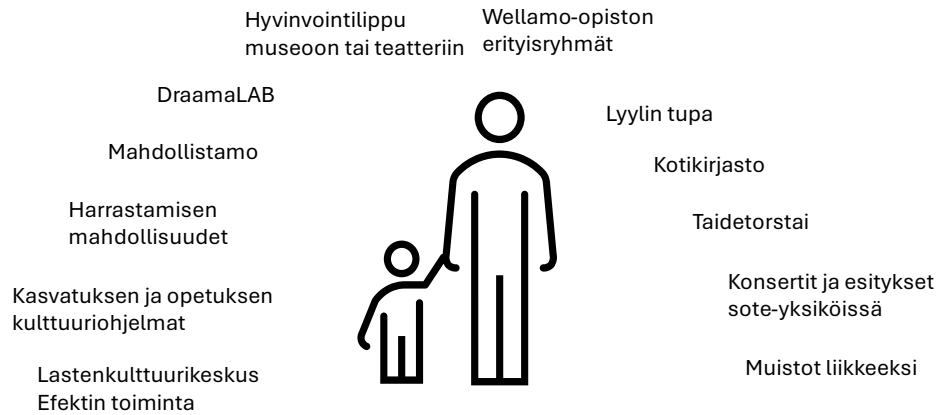 Hyvinvointilippu
museoon tai teatteriin
Wellamo-opiston
erityisryhmät
DraamaLAB
Lyylin tupa
Mahdollistamo
Kotikirjasto
Harrastamisen
mahdollisuudet
Taidetorstai
Kasvatuksen ja opetuksen
kulttuuriohjelmat
Konsertit ja esitykset
sote-yksiköissä
Lastenkulttuurikeskus
Efektin toiminta
Muistot liikkeeksi